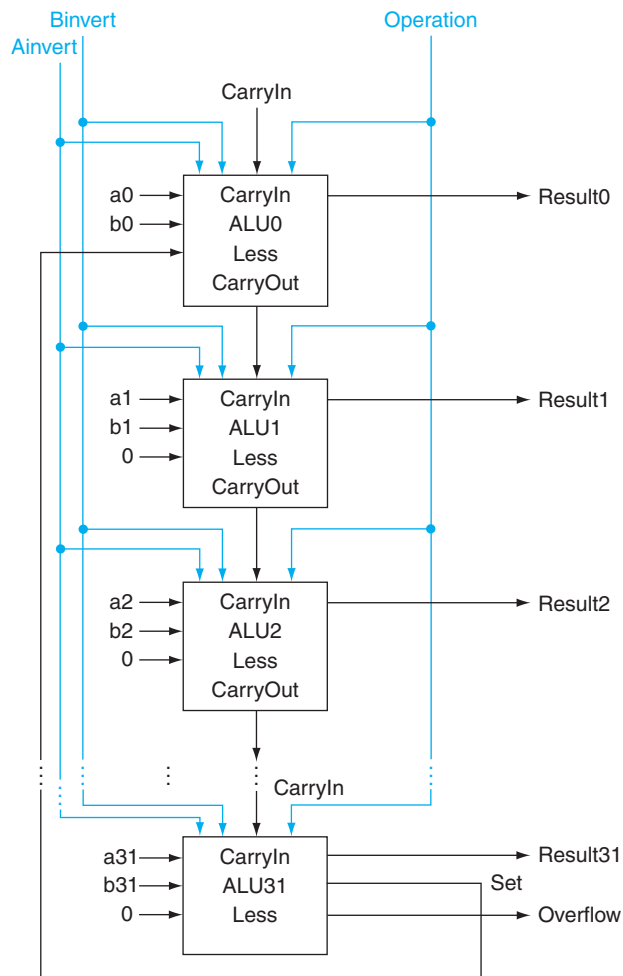 Binvert
Operation
Ainvert
CarryIn
a0
CarryIn
Result0
b0
ALU0
Less
CarryOut
a1
CarryIn
Result1
b1
ALU1
0
Less
CarryOut
a2
CarryIn
Result2
b2
ALU2
0
Less
CarryOut
CarryIn
a31
CarryIn
Result31
b31
ALU31
Set
0
Less
Overflow